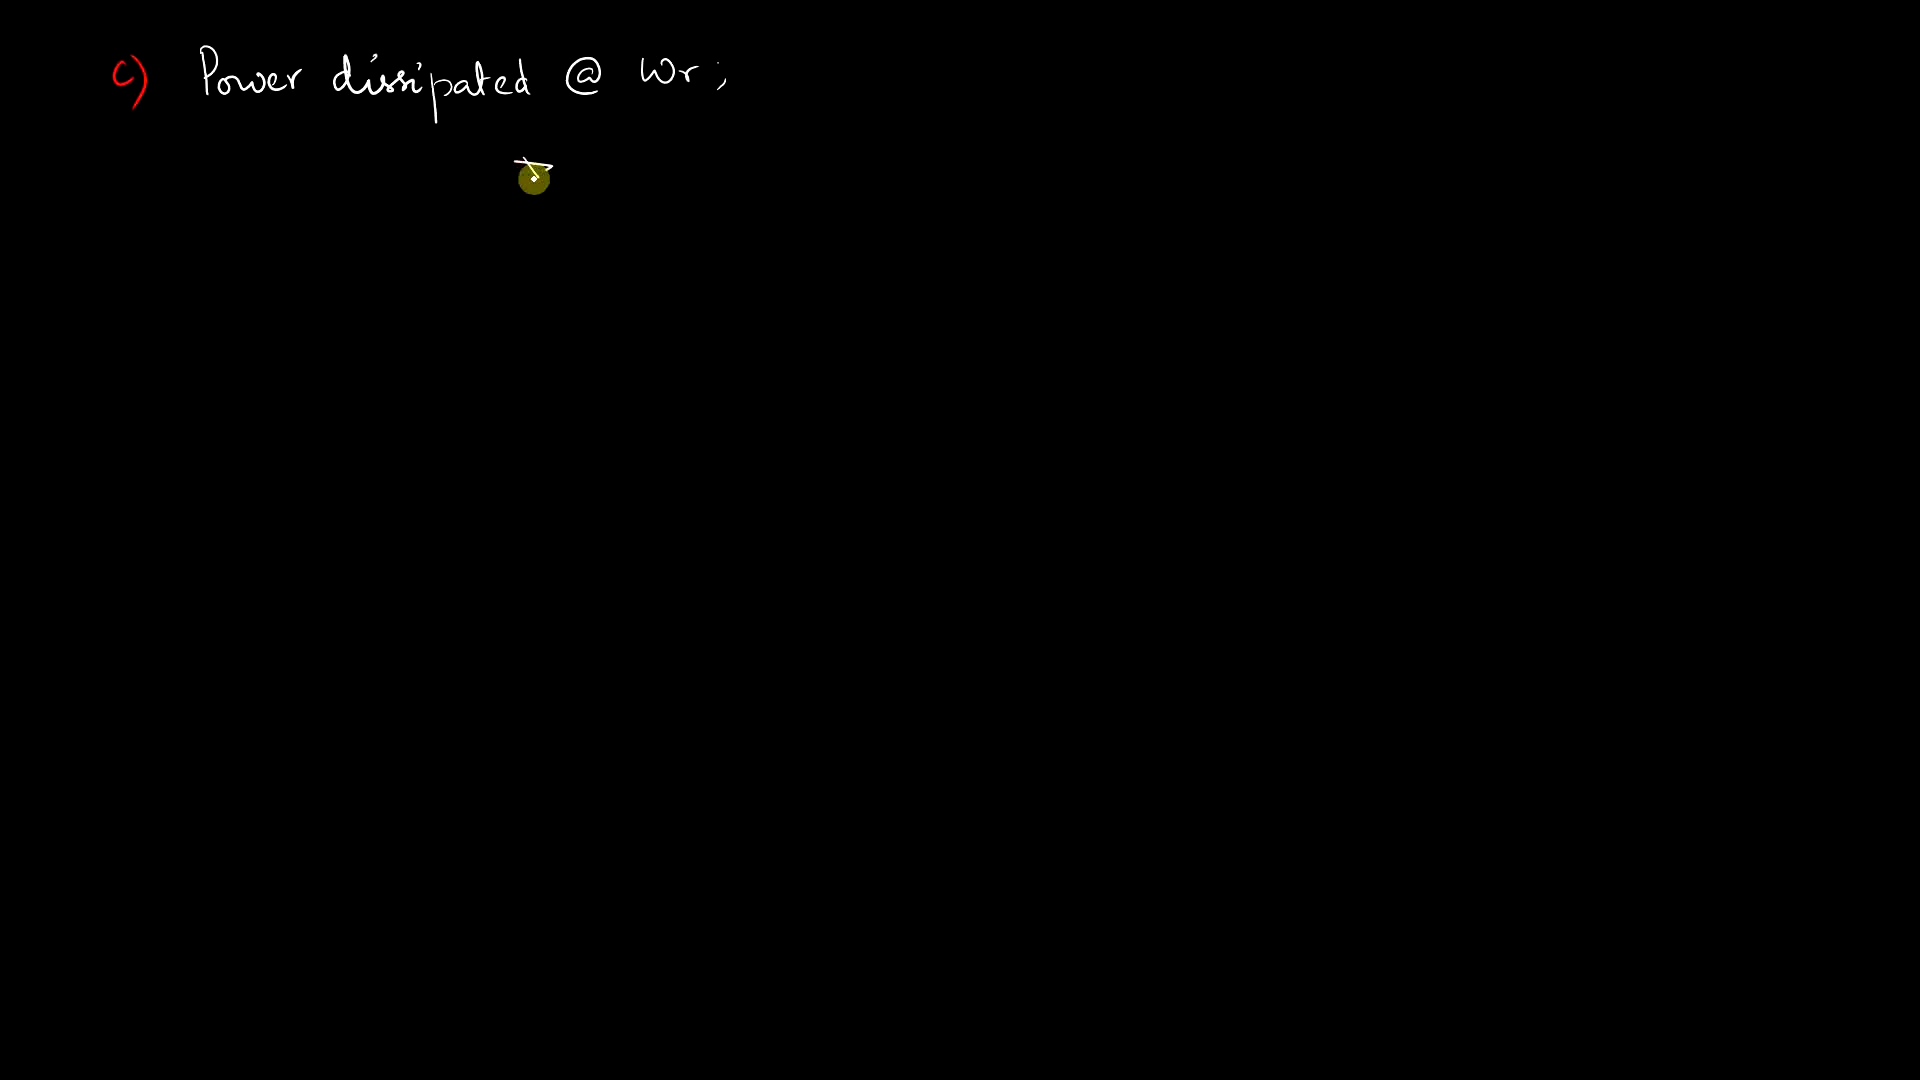 c) Power dissipated @ ωr ;